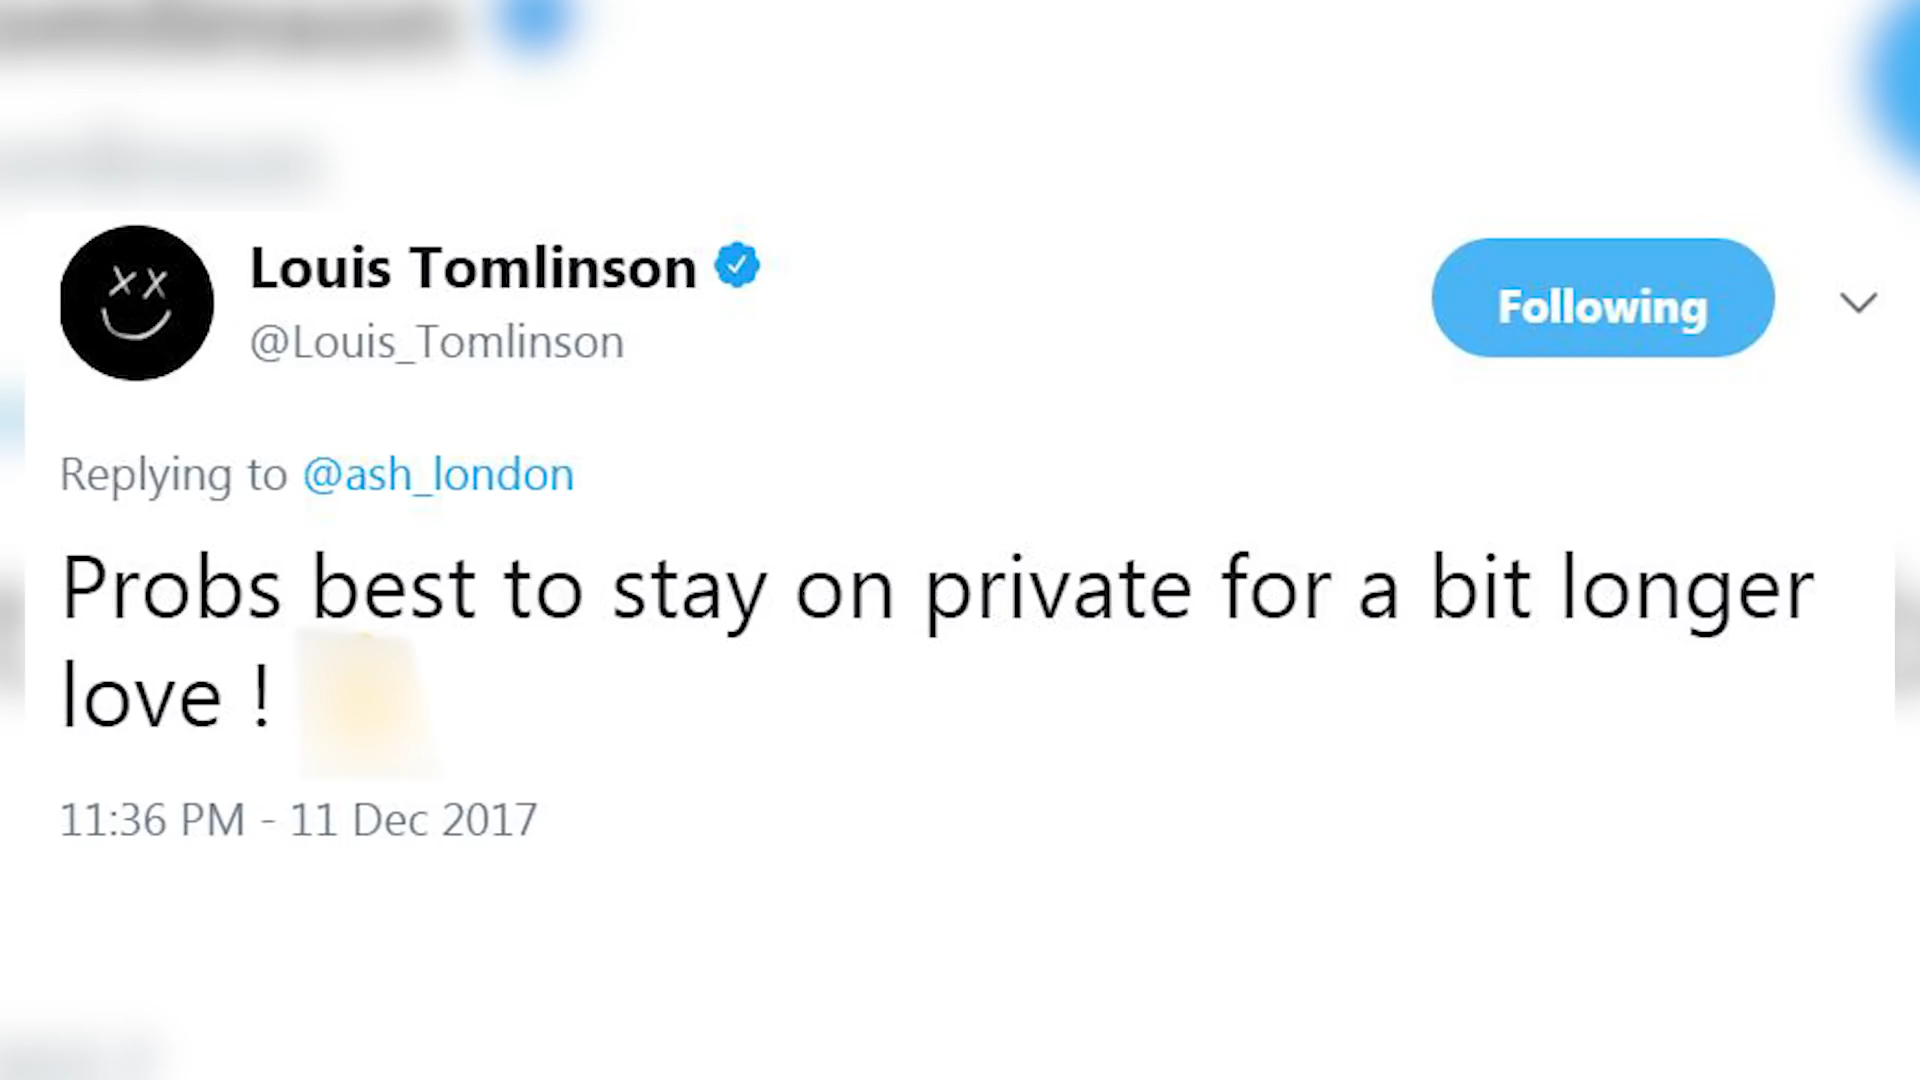 Louis Tomlinson
@Louis_Tomlinson
Following
Replying to @ash_london
Probs best to stay on private for a bit longer
love !
11:36 PM - 11 Dec 2017